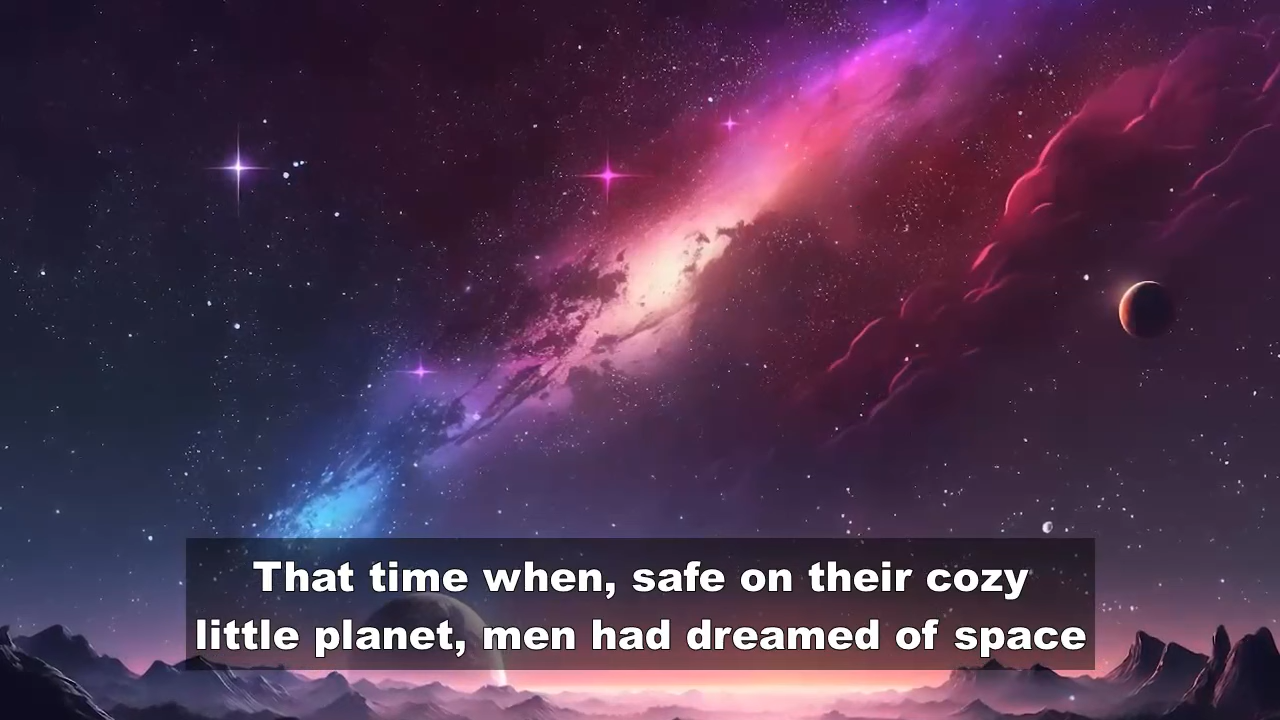 That time when, safe on their cozy
little planet, men had dreamed of space